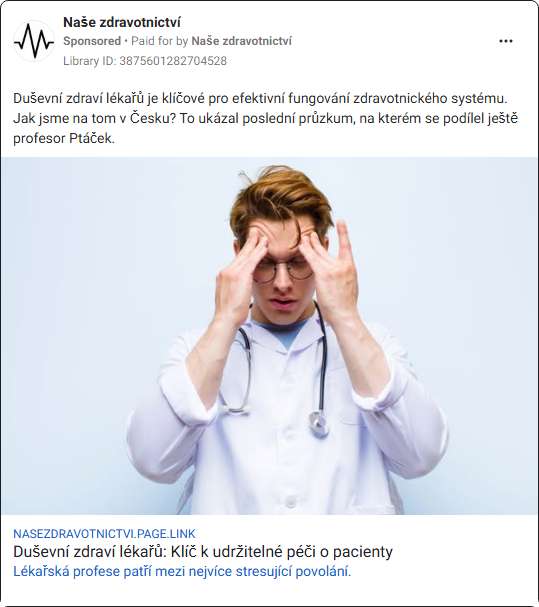 Naše zdravotnictví
Sponsored • Paid for by Naše zdravotnictví
Library ID: 3875601282704528
Duševní zdraví lékařů je klíčové pro efektivní fungování zdravotnického systému.
Jak jsme na tom v Česku? To ukázal poslední průzkum, na kterém se podílel ještě
profesor Ptáček.
NASEZDRAVOTNICTVI.PAGE.LINK
Duševní zdraví lékařů: Klíč k udržitelné péči o pacienty
Lékařská profese patří mezi nejvíce stresující povolání.